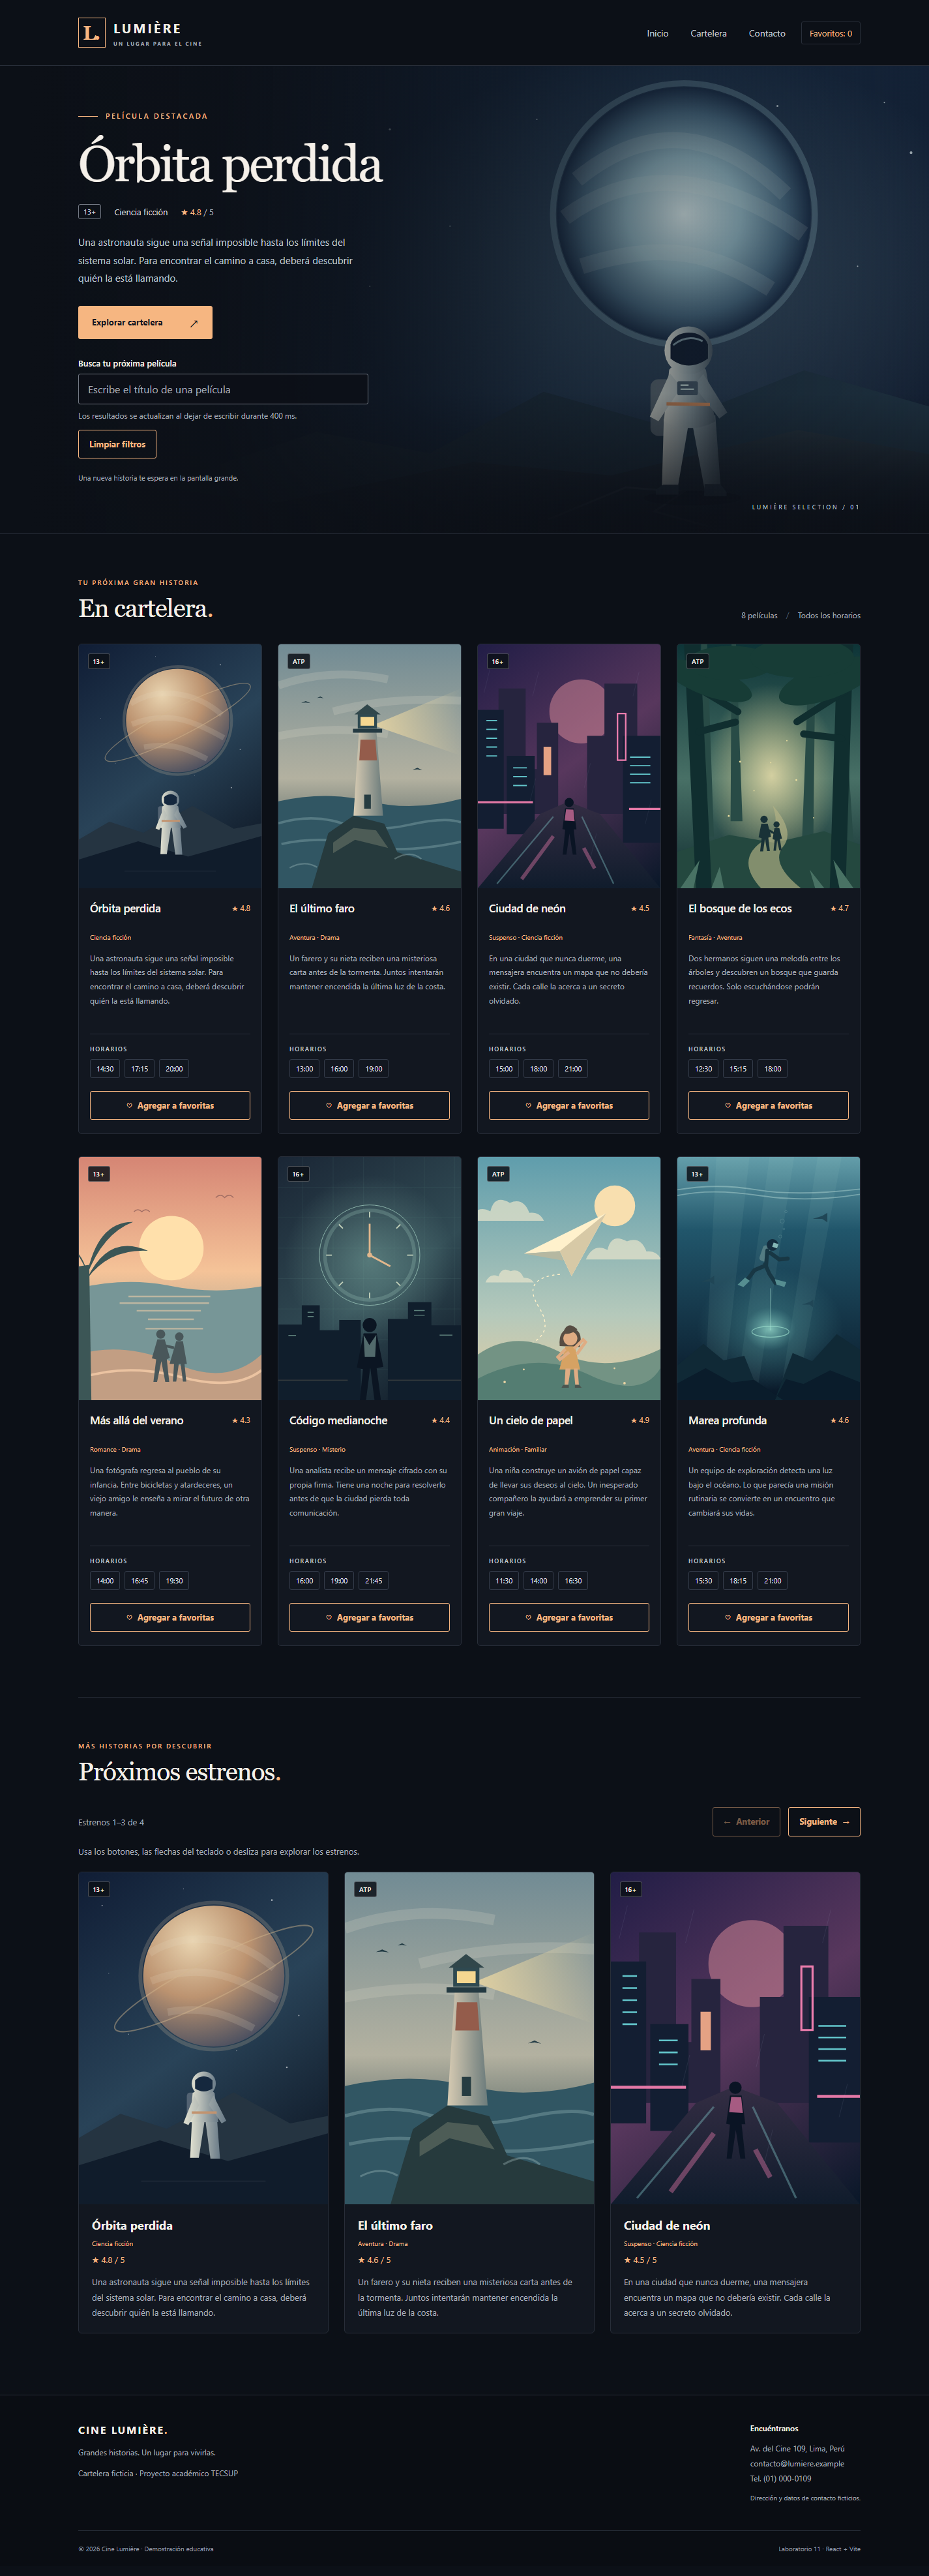 L.
LUMIÈRE
UN LUGAR PARA EL CINE
Inicio
Cartelera
Contacto
Favoritos: 0
PELÍCULA DESTACADA
Órbita perdida
13+
Ciencia ficción
★ 4.8 / 5
Una astronauta sigue una señal imposible hasta los límites del
sistema solar. Para encontrar el camino a casa, deberá descubrir
quién la está llamando.
Explorar cartelera ↗
Busca tu próxima película
Escribe el título de una película
Los resultados se actualizan al dejar de escribir durante 400 ms.
Limpiar filtros
Una nueva historia te espera en la pantalla grande.
LUMIÈRE SELECTION / 01
TU PRÓXIMA GRAN HISTORIA
En cartelera.
8 películas / Todos los horarios
13+
Órbita perdida ★ 4.8
Ciencia ficción
Una astronauta sigue una señal imposible
hasta los límites del sistema solar. Para
encontrar el camino a casa, deberá descubrir
quién la está llamando.
HORARIOS
14:30 17:15 20:00
♡ Agregar a favoritas
ATP
El último faro ★ 4.6
Aventura · Drama
Un farero y su nieta reciben una misteriosa
carta antes de la tormenta. Juntos intentarán
mantener encendida la última luz de la costa.
HORARIOS
13:00 16:00 19:00
♡ Agregar a favoritas
16+
Ciudad de neón ★ 4.5
Suspenso · Ciencia ficción
En una ciudad que nunca duerme, una
mensajera encuentra un mapa que no debería
existir. Cada calle la acerca a un secreto
olvidado.
HORARIOS
15:00 18:00 21:00
♡ Agregar a favoritas
ATP
El bosque de los ecos ★ 4.7
Fantasía · Aventura
Dos hermanos siguen una melodía entre los
árboles y descubren un bosque que guarda
recuerdos. Solo escuchándose podrán
regresar.
HORARIOS
12:30 15:15 18:00
♡ Agregar a favoritas
13+
Más allá del verano ★ 4.3
Romance · Drama
Una fotógrafa regresa al pueblo de su
infancia. Entre bicicletas y atardeceres, un
viejo amigo le enseña a mirar el futuro de otra
manera.
HORARIOS
14:00 16:45 19:30
♡ Agregar a favoritas
16+
Código medianoche ★ 4.4
Suspenso · Misterio
Una analista recibe un mensaje cifrado con su
propia firma. Tiene una noche para resolverlo
antes de que la ciudad pierda toda
comunicación.
HORARIOS
16:00 19:00 21:45
♡ Agregar a favoritas
ATP
Un cielo de papel ★ 4.9
Animación · Familiar
Una niña construye un avión de papel capaz
de llevar sus deseos al cielo. Un inesperado
compañero la ayudará a emprender su primer
gran viaje.
HORARIOS
11:30 14:00 16:30
♡ Agregar a favoritas
13+
Marea profunda ★ 4.6
Aventura · Ciencia ficción
Un equipo de exploración detecta una luz
bajo el océano. Lo que parecía una misión
rutinaria se convierte en un encuentro que
cambiará sus vidas.
HORARIOS
15:30 18:15 21:00
♡ Agregar a favoritas
MÁS HISTORIAS POR DESCUBRIR
Próximos estrenos.
Estrenos 1–3 de 4
← Anterior
Siguiente →
Usa los botones, las flechas del teclado o desliza para explorar los estrenos.
13+
Órbita perdida
Ciencia ficción
★ 4.8 / 5
Una astronauta sigue una señal imposible hasta los límites
del sistema solar. Para encontrar el camino a casa, deberá
descubrir quién la está llamando.
ATP
El último faro
Aventura · Drama
★ 4.6 / 5
Un farero y su nieta reciben una misteriosa carta antes de
la tormenta. Juntos intentarán mantener encendida la
última luz de la costa.
16+
Ciudad de neón
Suspenso · Ciencia ficción
★ 4.5 / 5
En una ciudad que nunca duerme, una mensajera
encuentra un mapa que no debería existir. Cada calle la
acerca a un secreto olvidado.
CINE LUMIÈRE.
Grandes historias. Un lugar para vivirlas.
Cartelera ficticia · Proyecto académico TECSUP
Encuéntranos
Av. del Cine 109, Lima, Perú
contacto@lumiere.example
Tel. (01) 000-0109
Dirección y datos de contacto ficticios.
© 2026 Cine Lumière · Demostración educativa
Laboratorio 11 · React + Vite